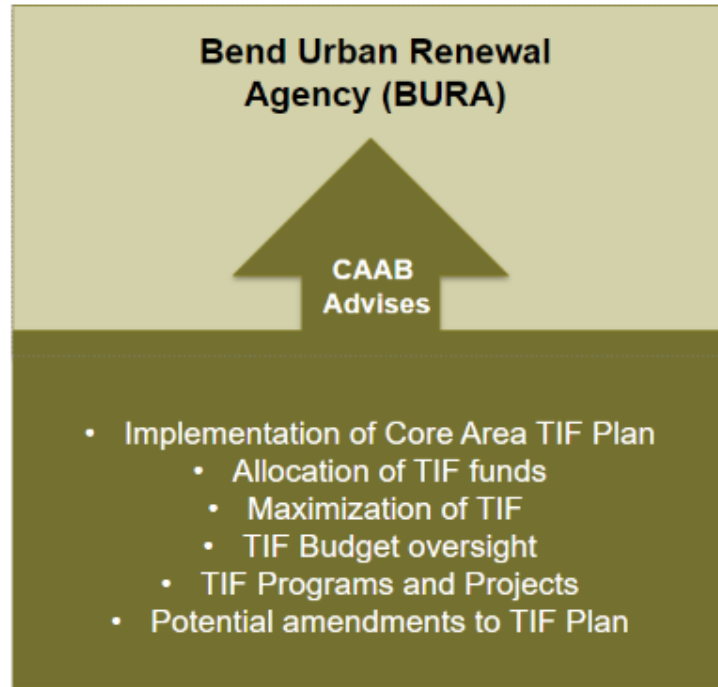 Bend Urban Renewal
Agency (BURA)
CAAB
Advises
• Implementation of Core Area TIF Plan
• Allocation of TIF funds
• Maximization of TIF
• TIF Budget oversight
• TIF Programs and Projects
• Potential amendments to TIF Plan